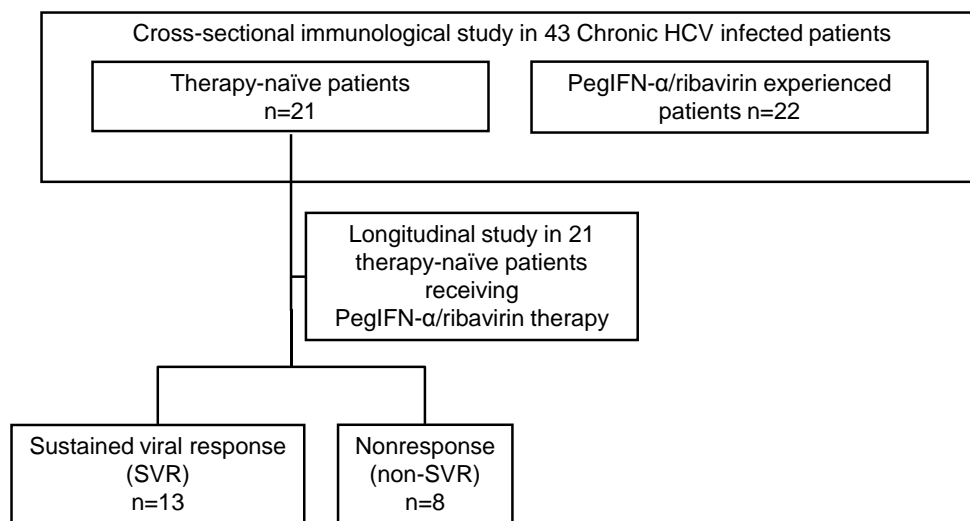 Cross-sectional immunological study in 43 Chronic HCV infected patients
Therapy-naïve patients
n=21
PegIFN-α/ribavirin experienced
patients n=22
Longitudinal study in 21
therapy-naïve patients
receiving
PegIFN-α/ribavirin therapy
Sustained viral response
(SVR)
n=13
Nonresponse
(non-SVR)
n=8